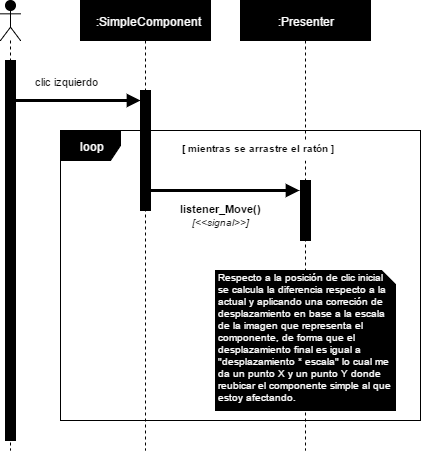 :SimpleComponent
:Presenter
clic izquierdo
loop
[ mientras se arrastre el ratón ]
listener_Move()
[<<signal>>]
Respecto a la posición de clic inicial
se calcula la diferencia respecto a la
actual y aplicando una correción de
desplazamiento en base a la escala
de la imagen que representa el
componente, de forma que el
desplazamiento final es igual a
"desplazamiento * escala" lo cual me
da un punto X y un punto Y donde
reubicar el componente simple al que
estoy afectando.